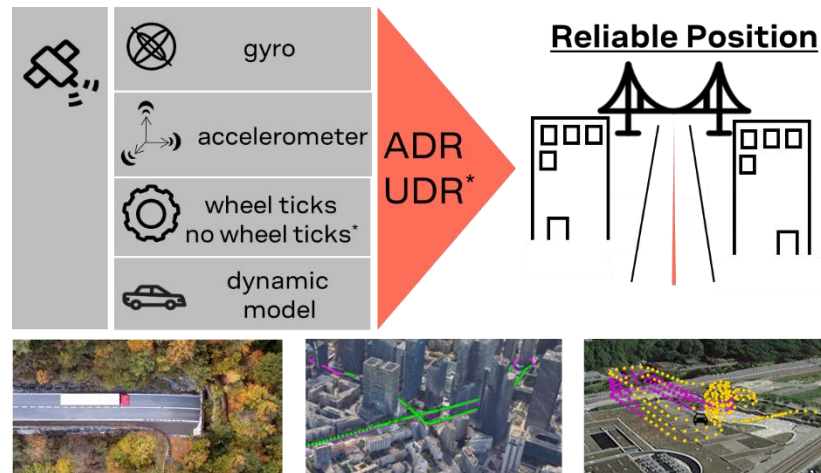 gyro
accelerometer
wheel ticks
no wheel ticks*
dynamic
model
ADR
UDR*
Reliable Position